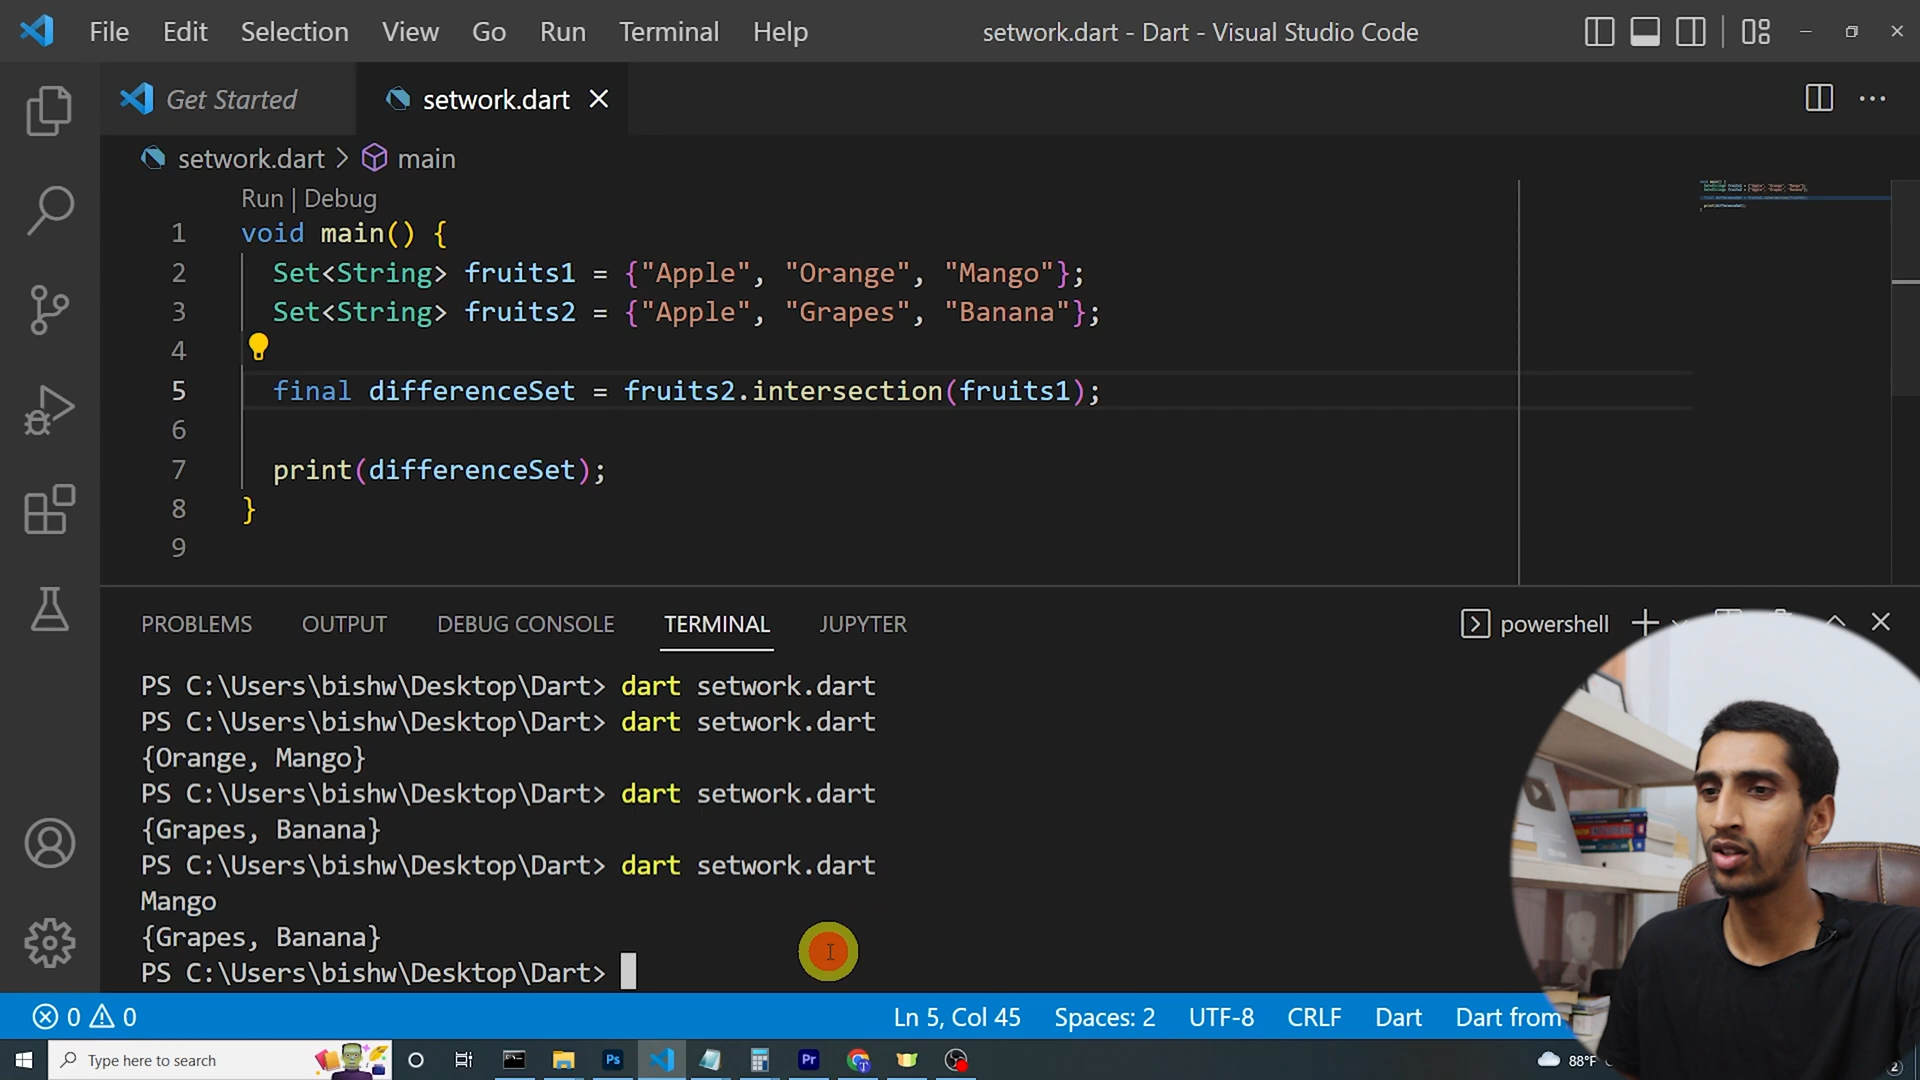 File Edit Selection View Go Run Terminal Help setwork.dart - Dart - Visual Studio Code
Get Started setwork.dart
setwork.dart > main
Run | Debug
1 void main() {
2 Set<String> fruits1 = {"Apple", "Orange", "Mango"};
3 Set<String> fruits2 = {"Apple", "Grapes", "Banana"};
4
5 final differenceSet = fruits2.intersection(fruits1);
6
7 print(differenceSet);
8 }
9
PROBLEMS OUTPUT DEBUG CONSOLE TERMINAL JUPYTER powershell
PS C:\Users\bishw\Desktop\Dart> dart setwork.dart
PS C:\Users\bishw\Desktop\Dart> dart setwork.dart
{Orange, Mango}
PS C:\Users\bishw\Desktop\Dart> dart setwork.dart
{Grapes, Banana}
PS C:\Users\bishw\Desktop\Dart> dart setwork.dart
Mango
{Grapes, Banana}
PS C:\Users\bishw\Desktop\Dart>
0 0 Ln 5, Col 45 Spaces: 2 UTF-8 CRLF Dart Dart from
Type here to search Ps Pr 88°F 2